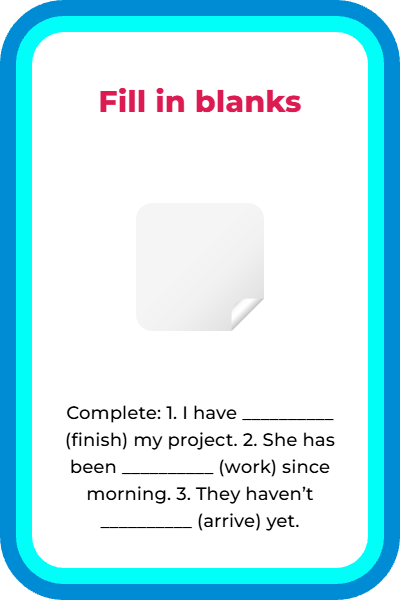 Fill in blanks
Complete: 1. I have __________
(finish) my project. 2. She has
been __________ (work) since
morning. 3. They haven’t
__________ (arrive) yet.